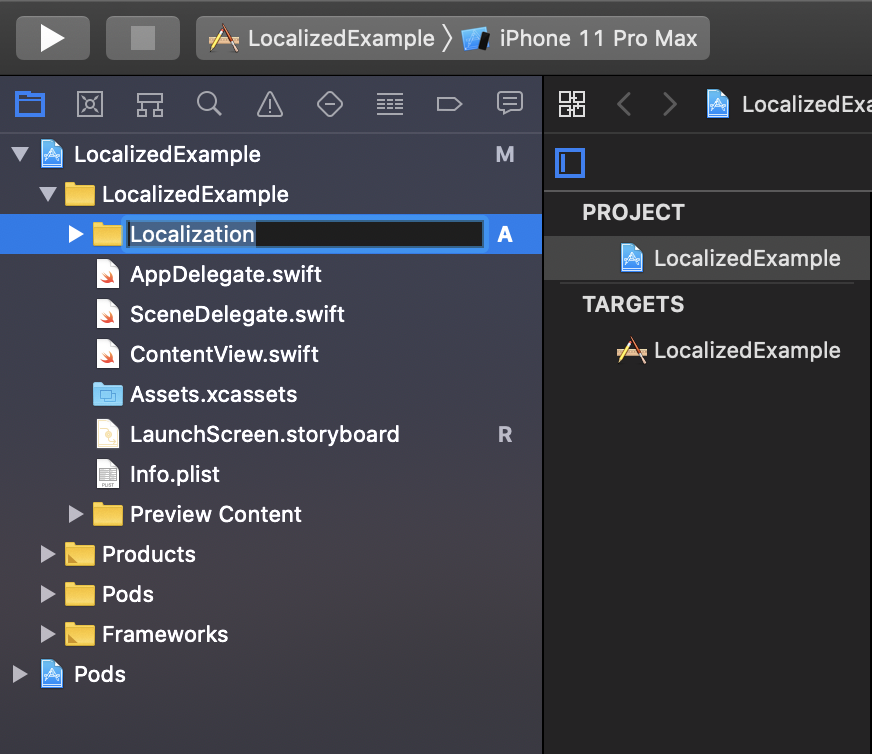 LocalizedExample
iPhone 11 Pro Max
LocalizedExa
LocalizedExample M
LocalizedExample
Localization A
AppDelegate.swift
SceneDelegate.swift
ContentView.swift
Assets.xcassets
LaunchScreen.storyboard R
Info.plist
Preview Content
Products
Pods
Frameworks
Pods
PROJECT
LocalizedExample
TARGETS
LocalizedExample